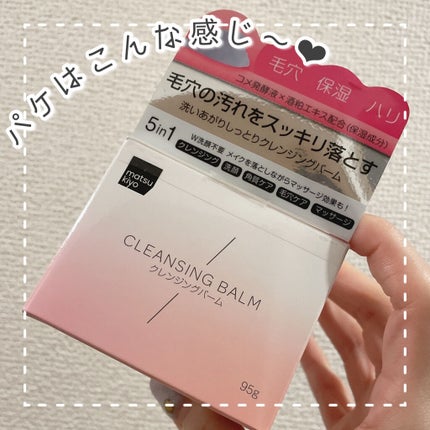 パケはこんな感じ～❤
毛穴 保湿 ハリ
コメ発酵液×酒粕エキス配合(保湿成分)
毛穴の汚れをスッキリ落とす
洗いあがりしっとりクレンジングバーム
5in1
W洗顔不要 メイクを落としながらマッサージ効果も!
クレンジング 洗顔 角質ケア 毛穴ケア マッサージ
matsu
kiyo
CLEANSING BALM
クレンジングバーム
95g